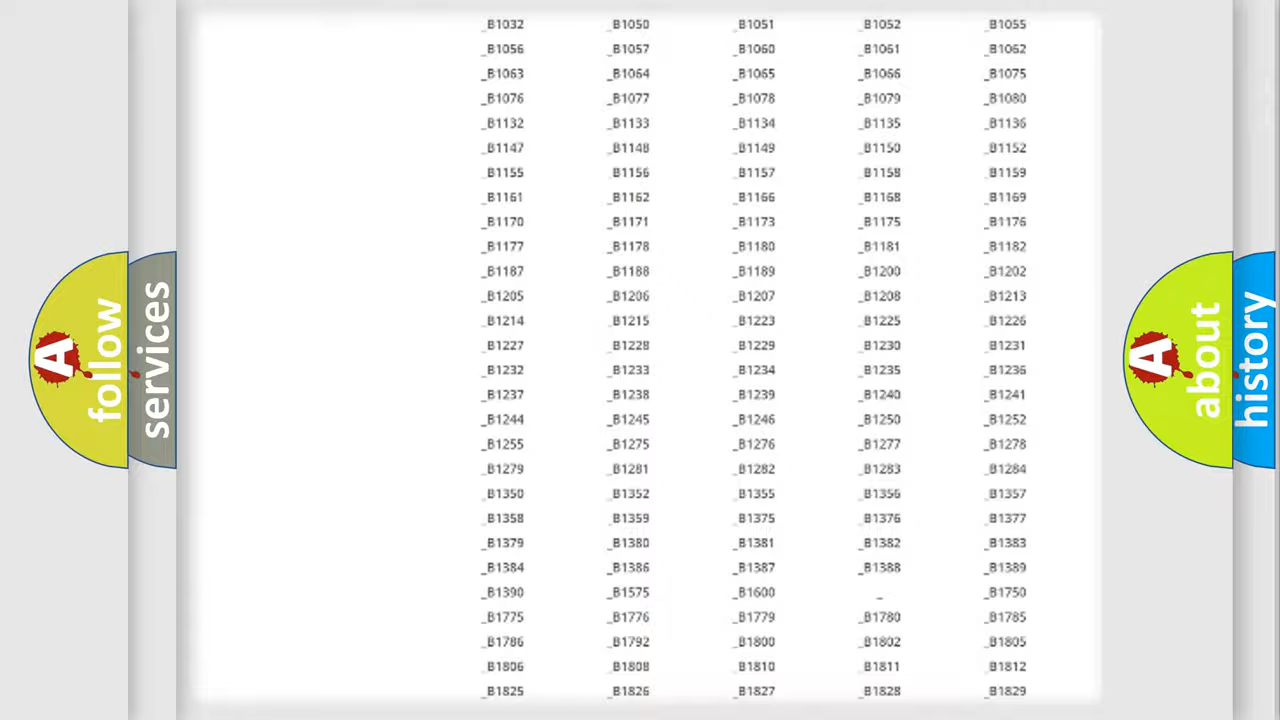 _B1032 _B1050 _B1051 _B1052 _B1055
_B1056 _B1057 _B1060 _B1061 _B1062
_B1063 _B1064 _B1065 _B1066 _B1075
_B1076 _B1077 _B1078 _B1079 _B1080
_B1132 _B1133 _B1134 _B1135 _B1136
_B1147 _B1148 _B1149 _B1150 _B1152
_B1155 _B1156 _B1157 _B1158 _B1159
_B1161 _B1162 _B1166 _B1168 _B1169
_B1170 _B1171 _B1173 _B1175 _B1176
_B1177 _B1178 _B1180 _B1181 _B1182
_B1187 _B1188 _B1189 _B1200 _B1202
_B1205 _B1206 _B1207 _B1208 _B1213
_B1214 _B1215 _B1223 _B1225 _B1226
_B1227 _B1228 _B1229 _B1230 _B1231
_B1232 _B1233 _B1234 _B1235 _B1236
_B1237 _B1238 _B1239 _B1240 _B1241
_B1244 _B1245 _B1246 _B1250 _B1252
_B1255 _B1275 _B1276 _B1277 _B1278
_B1279 _B1281 _B1282 _B1283 _B1284
_B1350 _B1352 _B1355 _B1356 _B1357
_B1358 _B1359 _B1375 _B1376 _B1377
_B1379 _B1380 _B1381 _B1382 _B1383
_B1384 _B1386 _B1387 _B1388 _B1389
_B1390 _B1575 _B1600 _ _B1750
_B1775 _B1776 _B1779 _B1780 _B1785
_B1786 _B1792 _B1800 _B1802 _B1805
_B1806 _B1808 _B1810 _B1811 _B1812
_B1825 _B1826 _B1827 _B1828 _B1829
A follow
services
A about
history